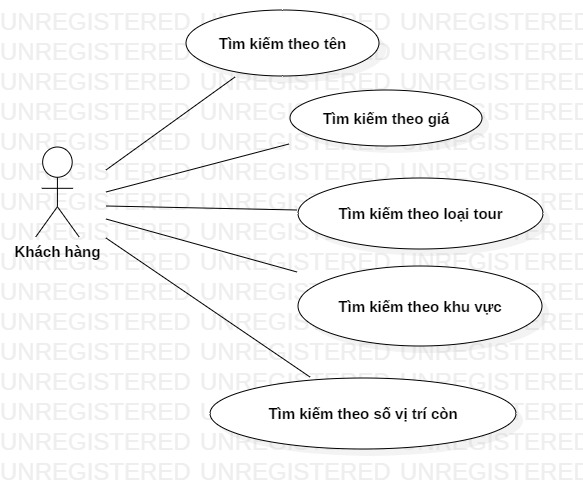 Tìm kiếm theo tên
Tìm kiếm theo giá
Tìm kiếm theo loại tour
Khách hàng
Tìm kiếm theo khu vực
Tìm kiếm theo số vị trí còn
UNREGISTERED UNREGISTERED UNREGISTERED